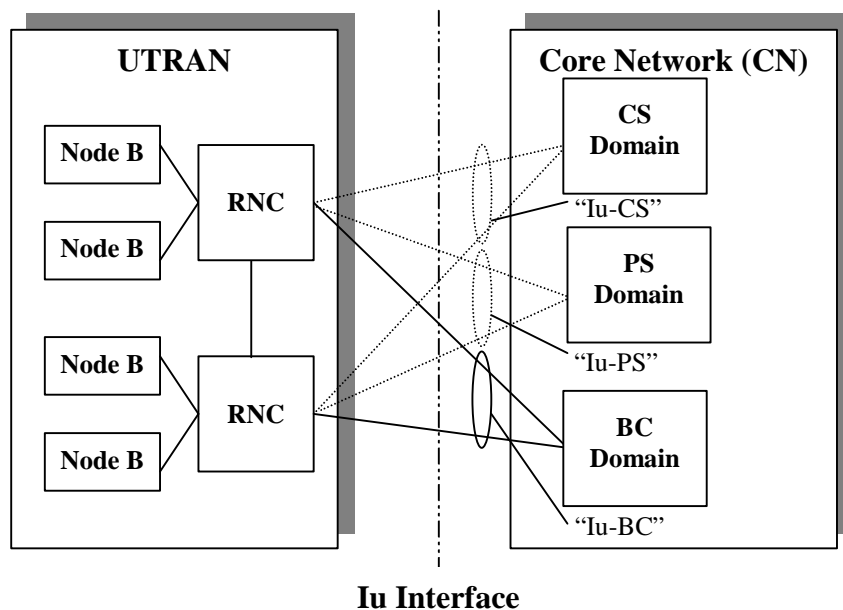 UTRAN
Node B
Node B
RNC
Node B
Node B
RNC
Core Network (CN)
CS
Domain
“Iu-CS”
PS
Domain
“Iu-PS”
BC
Domain
“Iu-BC”
Iu Interface